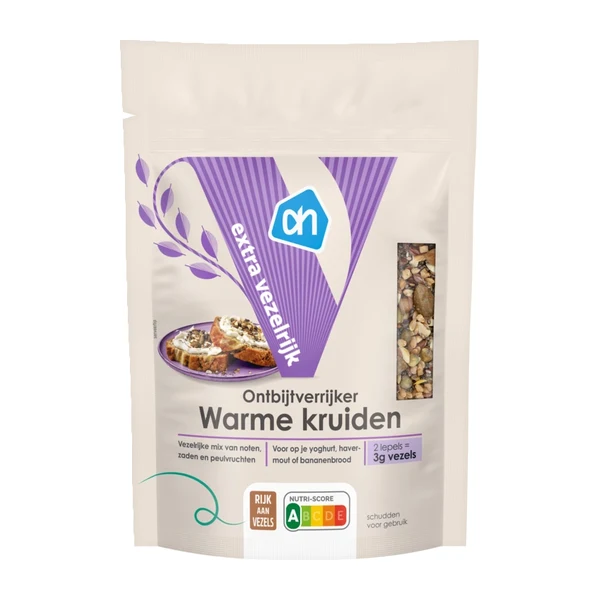 ah
extra vezelrijk
Ontbijtverrijker
Warme kruiden
Vezelrijke mix van noten,
zaden en peulvruchten
Voor op je yoghurt, haver-
mout of bananenbrood
2 lepels =
3g vezels
RIJK
AAN
VEZELS
NUTRI-SCORE
A B C D E
schudden
voor gebruik